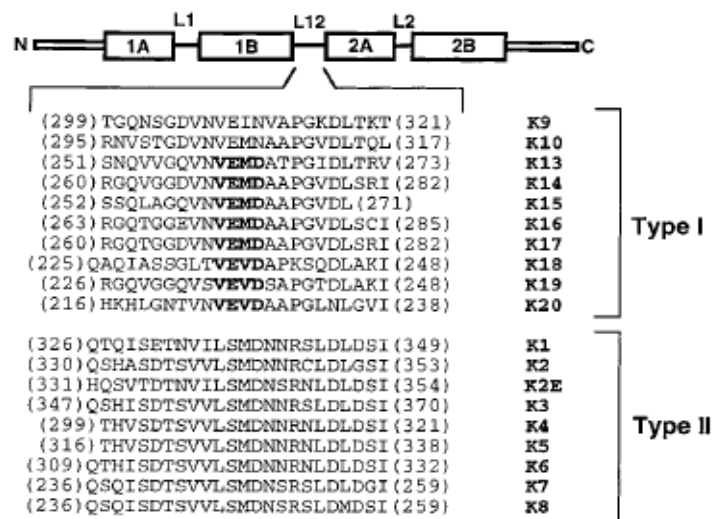 L1 L12 L2
N 1A 1B 2A 2B C
(299)TGQNSGDVNVEINVAPGKDLTKT(321) K9
(295)RNVSTGDVNVEMNAAPGVDLTQL(317) K10
(251)SNQVVGQVNVEMDATPGIDLTRV(273) K13
(260)RGQVGGDVNVEMDAAPGVDLSRI(282) K14
(252)SSQLAGQVNVEMDAAPGVDL(271) K15
(263)RGQTGGEVNVEMDAAPGVDLSCI(285) K16
(260)RGQTGGDVNVEMDAAPGVDLSRI(282) K17
(225)QAQIASSGLTVEVDAPKSQDLAKI(248) K18
(226)RGQVGGQVSVEVDSAPGTDLAKI(248) K19
(216)HKHLGNTVNVEVDAAPGLNLGVI(238) K20
Type I
(326)QTQISETNVILSMDNNRSLDLDSI(349) K1
(330)QSHASDTSVVLSMDNNRCLDLGSI(353) K2
(331)HQSVTDTNVILSMDNSRNLDLDSI(354) K2E
(347)QSHISDTSVVLSMDNNRSLDLDSI(370) K3
(299)THVSDTSVVLSMDNNRNLDLDSI(321) K4
(316)THVSDTSVVLSMDNNRNLDLDSI(338) K5
(309)QTHISDTSVVLSMDNNRNLDLDSI(332) K6
(236)QSQISDTSVVLSMDNSRSLDLDGI(259) K7
(236)QSQISDTSVVLSMDNSRSLDMDSI(259) K8
Type II